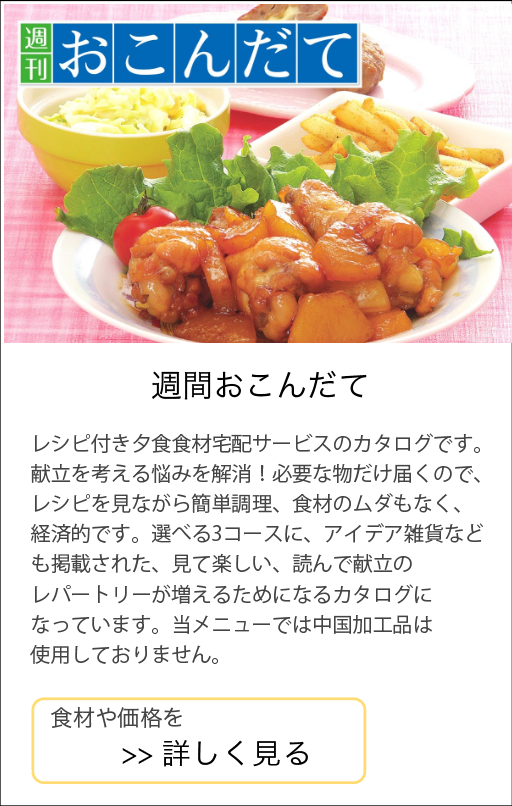 週刊 おこんだて
週間おこんだて
レシピ付き夕食食材宅配サービスのカタログです。
献立を考える悩みを解消！必要な物だけ届くので、
レシピを見ながら簡単調理、食材のムダもなく、
経済的です。選べる3コースに、アイデア雑貨など
も掲載された、見て楽しい、読んで献立の
レパートリーが増えるためになるカタログに
なっています。当メニューでは中国加工品は
使用しておりません。
食材や価格を
>> 詳しく見る